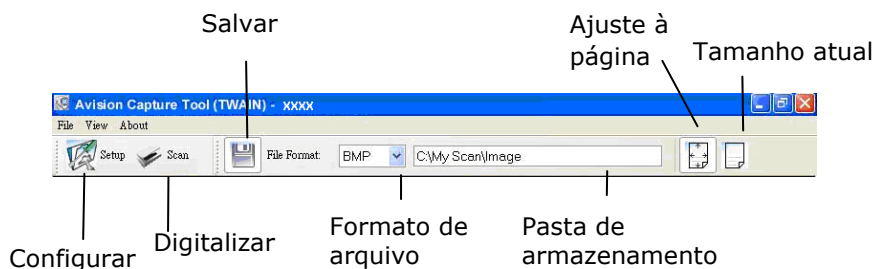 Salvar
Ajuste à
página
Tamanho atual
Avision Capture Tool (TWAIN) - xxxx
File View About
Setup Scan File Format: BMP C:\My Scan\Image
Configurar
Digitalizar
Formato de
arquivo
Pasta de
armazenamento